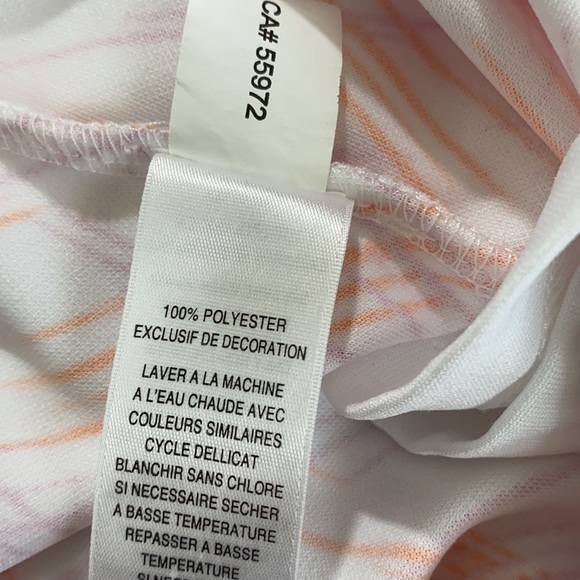 CA# 55972
100% POLYESTER
EXCLUSIF DE DECORATION
LAVER A LA MACHINE
A L'EAU CHAUDE AVEC
COULEURS SIMILAIRES
CYCLE DELLICAT
BLANCHIR SANS CHLORE
SI NECESSAIRE SECHER
A BASSE TEMPERATURE
REPASSER A BASSE
TEMPERATURE